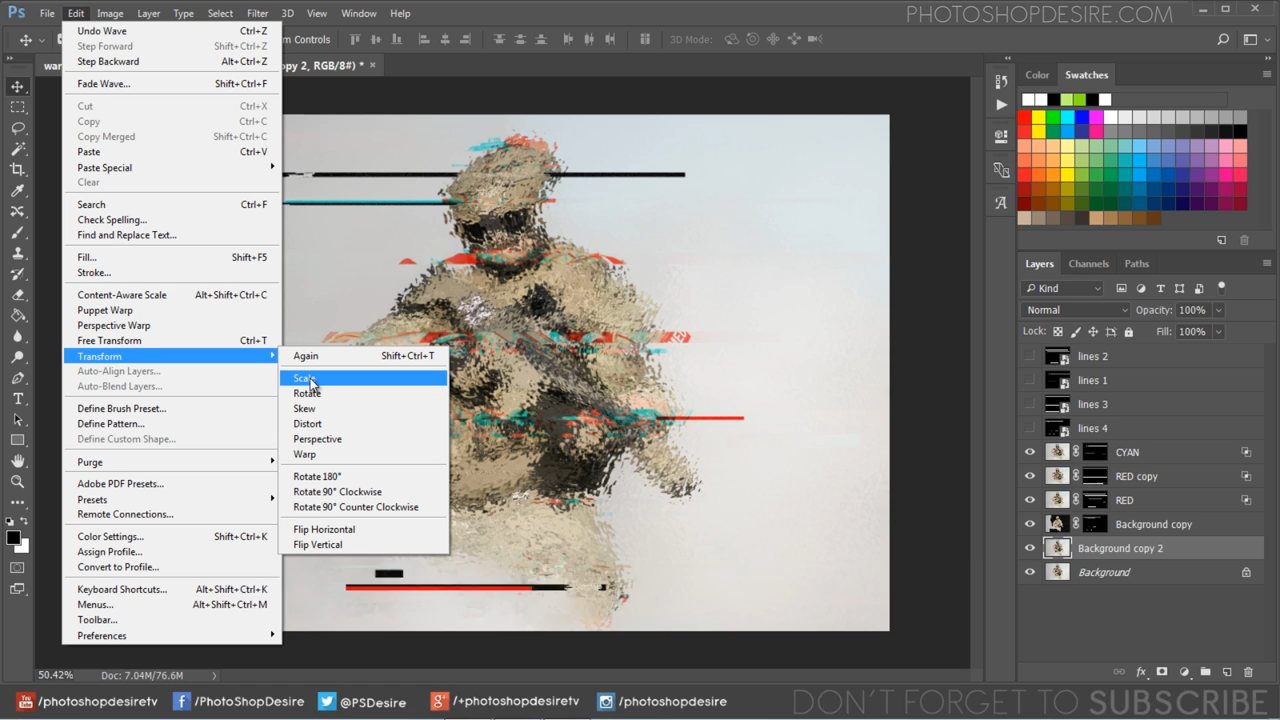 PHOTOSHOPDESIRE.COM
Ps File Edit Image Layer Type Select Filter 3D View Window Help
m Controls 3D Mode:
war opy 2, RGB/8#) * ×
Undo Wave Ctrl+Z
Step Forward Shift+Ctrl+Z
Step Backward Alt+Ctrl+Z
Fade Wave... Shift+Ctrl+F
Cut Ctrl+X
Copy Ctrl+C
Copy Merged Shift+Ctrl+C
Paste Ctrl+V
Paste Special
Clear
Search Ctrl+F
Check Spelling...
Find and Replace Text...
Fill... Shift+F5
Stroke...
Content-Aware Scale Alt+Shift+Ctrl+C
Puppet Warp
Perspective Warp
Free Transform Ctrl+T
Transform
Auto-Align Layers...
Auto-Blend Layers...
Define Brush Preset...
Define Pattern...
Define Custom Shape...
Purge
Adobe PDF Presets...
Presets
Remote Connections...
Color Settings... Shift+Ctrl+K
Assign Profile...
Convert to Profile...
Keyboard Shortcuts... Alt+Shift+Ctrl+K
Menus... Alt+Shift+Ctrl+M
Toolbar...
Preferences
Again Shift+Ctrl+T
Scale
Rotate
Skew
Distort
Perspective
Warp
Rotate 180°
Rotate 90° Clockwise
Rotate 90° Counter Clockwise
Flip Horizontal
Flip Vertical
Color Swatches
Layers Channels Paths
Kind
Normal Opacity: 100%
Lock: Fill: 100%
lines 2
lines 1
lines 3
lines 4
CYAN
RED copy
RED
Background copy
Background copy 2
Background
50.42% Doc: 7.04M/76.6M
You Tube /photoshopdesiretv /PhotoShopDesire @PSDesire /+photoshopdesiretv /photoshopdesire DON'T FORGET TO SUBSCRIBE